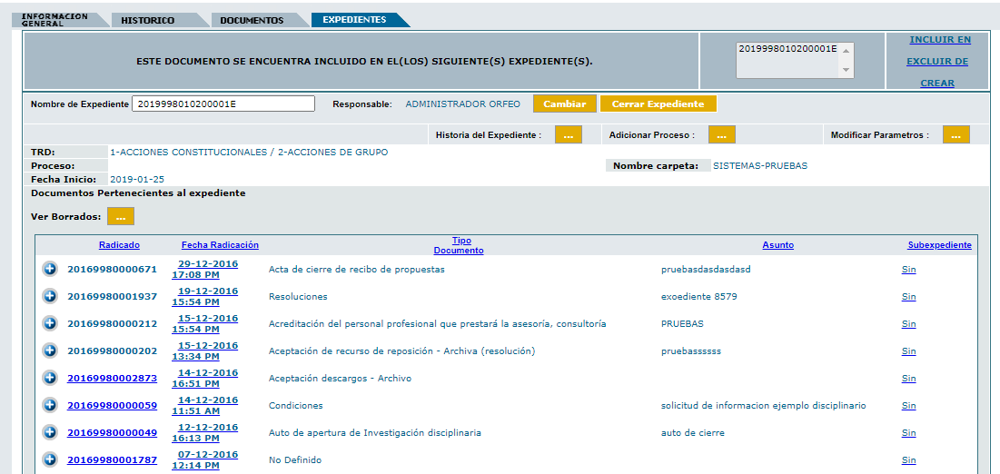 INFORMACION
GENERAL
HISTORICO
DOCUMENTOS
EXPEDIENTES
ESTE DOCUMENTO SE ENCUENTRA INCLUIDO EN EL(LOS) SIGUIENTE(S) EXPEDIENTE(S).
2019998010200001E
INCLUIR EN
EXCLUIR DE
CREAR
Nombre de Expediente 2019998010200001E Responsable: ADMINISTRADOR ORFEO Cambiar Cerrar Expediente
Historia del Expediente : ... Adicionar Proceso : ... Modificar Parametros : ...
TRD: 1-ACCIONES CONSTITUCIONALES / 2-ACCIONES DE GRUPO
Proceso: Nombre carpeta: SISTEMAS-PRUEBAS
Fecha Inicio: 2019-01-25
Documentos Pertenecientes al expediente
Ver Borrados: ...
Radicado Fecha Radicación Tipo Documento Asunto Subexpediente
20169980000671 29-12-2016 17:08 PM Acta de cierre de recibo de propuestas pruebasdasdasdasd Sin
20169980001937 19-12-2016 15:54 PM Resoluciones exoediente 8579 Sin
20169980000212 15-12-2016 15:54 PM Acreditación del personal profesional que prestará la asesoría, consultoría PRUEBAS Sin
20169980000202 15-12-2016 13:34 PM Aceptación de recurso de reposición - Archiva (resolución) pruebassssss Sin
20169980002873 14-12-2016 16:51 PM Aceptación descargos - Archivo Sin
20169980000059 14-12-2016 11:51 AM Condiciones solicitud de informacion ejemplo disciplinario Sin
20169980000049 12-12-2016 16:13 PM Auto de apertura de Investigación disciplinaria auto de cierre Sin
20169980001787 07-12-2016 12:14 PM No Definido Sin